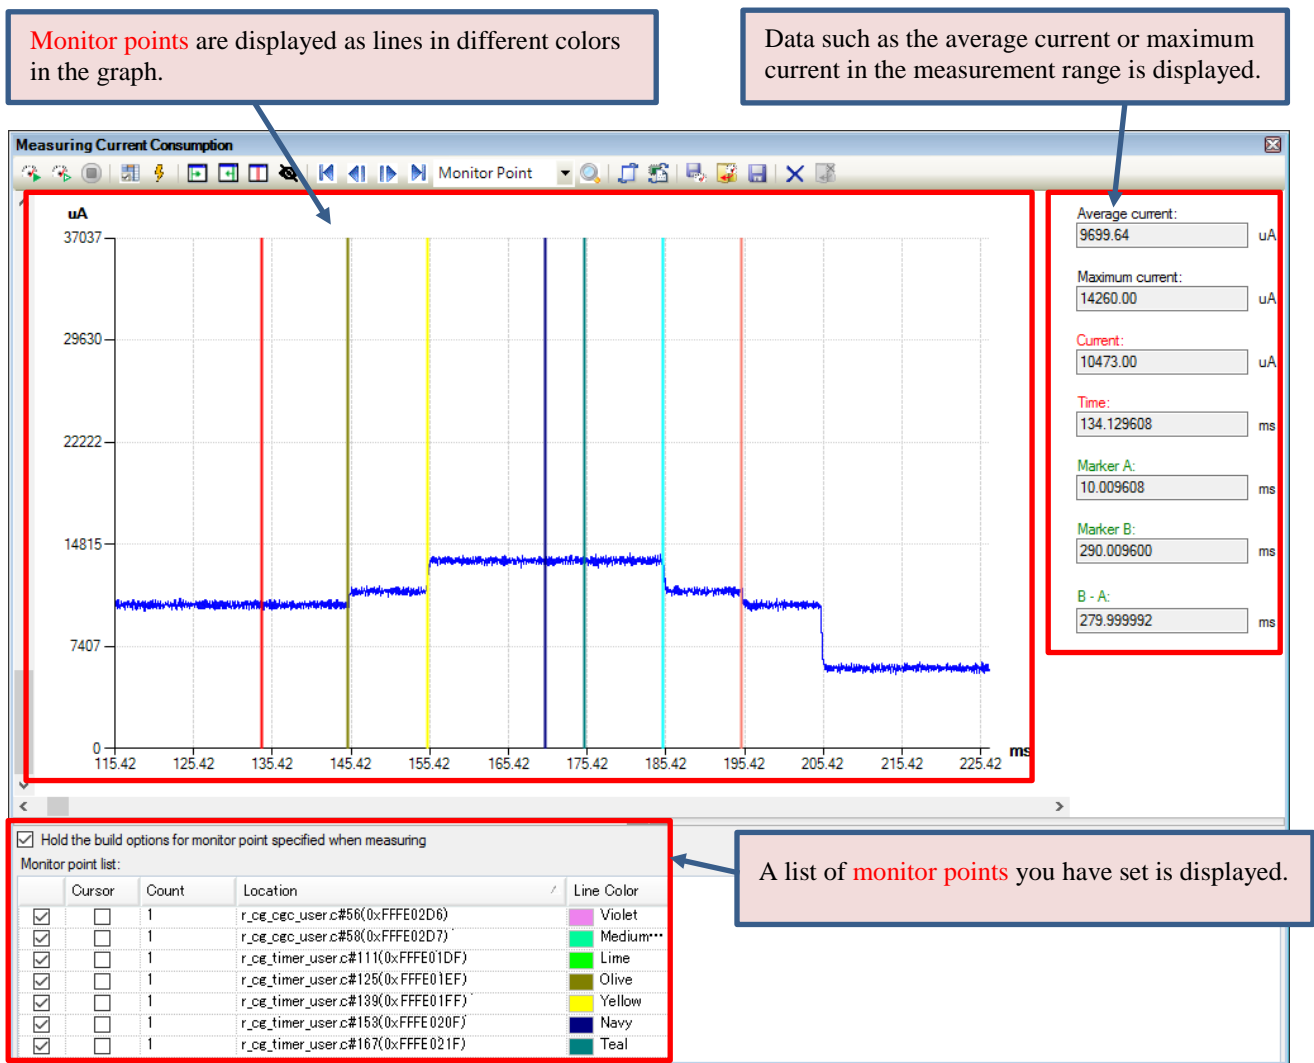 Monitor points are displayed as lines in different colors
in the graph.
Data such as the average current or maximum
current in the measurement range is displayed.
Measuring Current Consumption
Monitor Point
uA
37037
29630
22222
14815
7407
0
115.42 125.42 135.42 145.42 155.42 165.42 175.42 185.42 195.42 205.42 215.42 225.42
ms
Average current:
9699.64 uA
Maximum current:
14260.00 uA
Current:
10473.00 uA
Time:
134.129608 ms
Marker A:
10.009608 ms
Marker B:
290.009600 ms
B - A:
279.999992 ms
Hold the build options for monitor point specified when measuring
Monitor point list:
Cursor Count Location Line Color
1 r_cg_cgc_user.c#56(0xFFFE02D6) Violet
1 r_cg_cgc_user.c#58(0xFFFE02D7) Medium···
1 r_cg_timer_user.c#111(0xFFFE01DF) Lime
1 r_cg_timer_user.c#125(0xFFFE01EF) Olive
1 r_cg_timer_user.c#139(0xFFFE01FF) Yellow
1 r_cg_timer_user.c#153(0xFFFE020F) Navy
1 r_cg_timer_user.c#167(0xFFFE021F) Teal
A list of monitor points you have set is displayed.